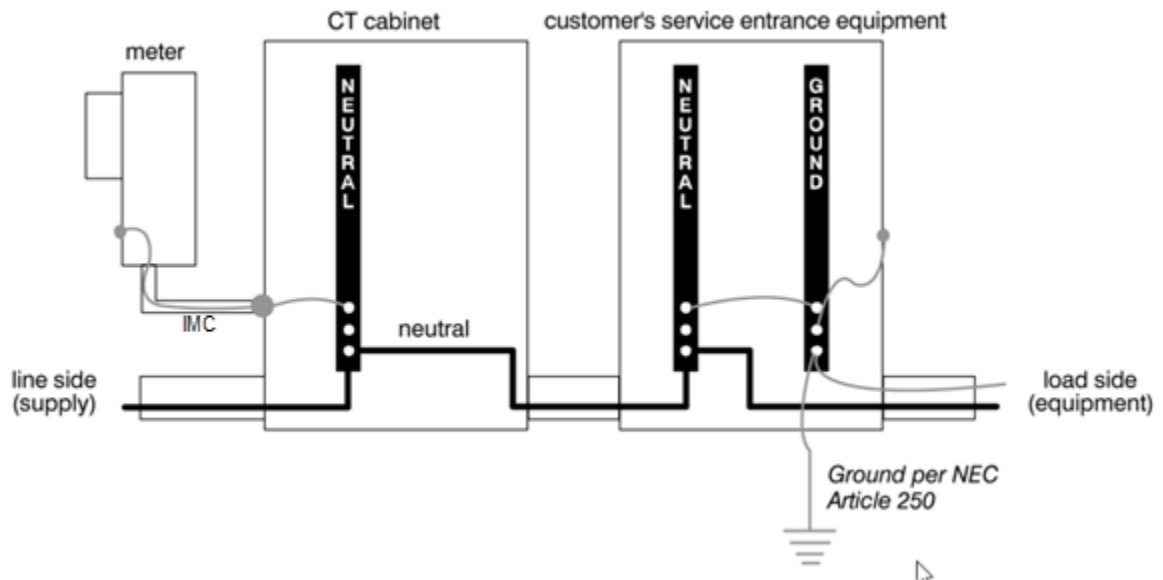 CT cabinet
customer's service entrance equipment
meter
NEUTRAL
NEUTRAL
GROUND
IMC
neutral
line side
(supply)
load side
(equipment)
Ground per NEC
Article 250